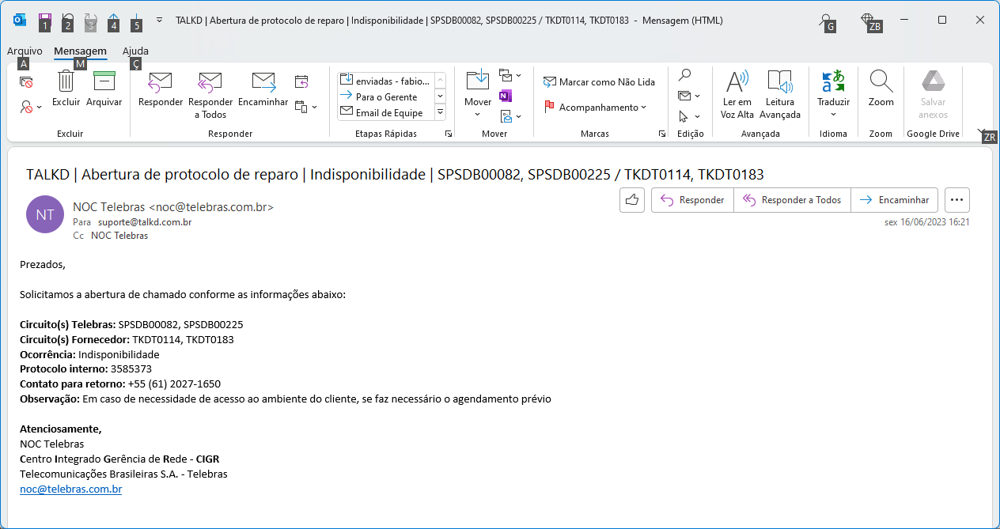 TALKD | Abertura de protocolo de reparo | Indisponibilidade | SPSDB00082, SPSDB00225 / TKDT0114, TKDT0183 - Mensagem (HTML)
1 2 3 4 5 G ZB
Arquivo Mensagem Ajuda
A M Ç
Excluir Arquivar
Responder Responder a Todos Encaminhar
enviadas - fabio...
Para o Gerente
Email de Equipe
Mover
Marcar como Não Lida
Acompanhamento
Ler em Voz Alta
Leitura Avançada
Traduzir
Zoom
Salvar anexos
Excluir Responder Etapas Rápidas Mover Marcas Edição Avançada Idioma Zoom Google Drive
ZR
TALKD | Abertura de protocolo de reparo | Indisponibilidade | SPSDB00082, SPSDB00225 / TKDT0114, TKDT0183
NT
NOC Telebras <noc@telebras.com.br>
Para suporte@talkd.com.br
Cc NOC Telebras
Responder Responder a Todos Encaminhar
sex 16/06/2023 16:21
Prezados,
Solicitamos a abertura de chamado conforme as informações abaixo:
Circuito(s) Telebras: SPSDB00082, SPSDB00225
Circuito(s) Fornecedor: TKDT0114, TKDT0183
Ocorrência: Indisponibilidade
Protocolo interno: 3585373
Contato para retorno: +55 (61) 2027-1650
Observação: Em caso de necessidade de acesso ao ambiente do cliente, se faz necessário o agendamento prévio
Atenciosamente,
NOC Telebras
Centro Integrado Gerência de Rede - CIGR
Telecomunicações Brasileiras S.A. - Telebras
noc@telebras.com.br